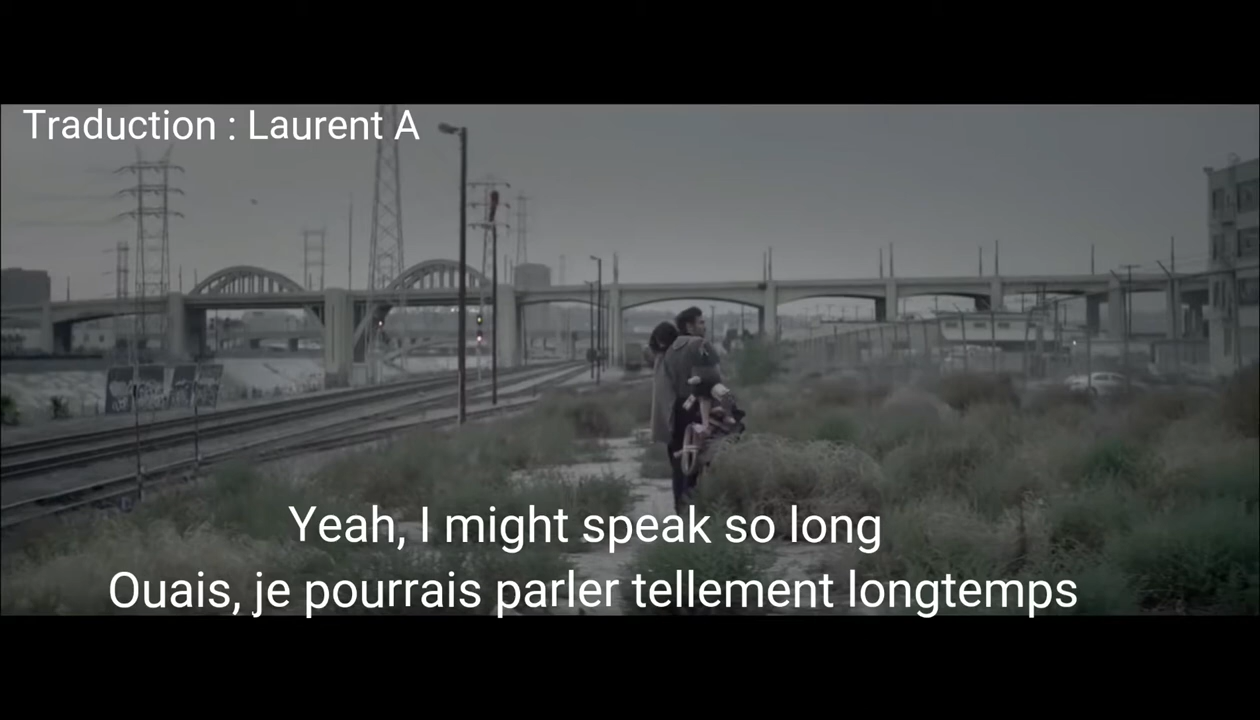 Traduction : Laurent A
Yeah, I might speak so long
Ouais, je pourrais parler tellement longtemps